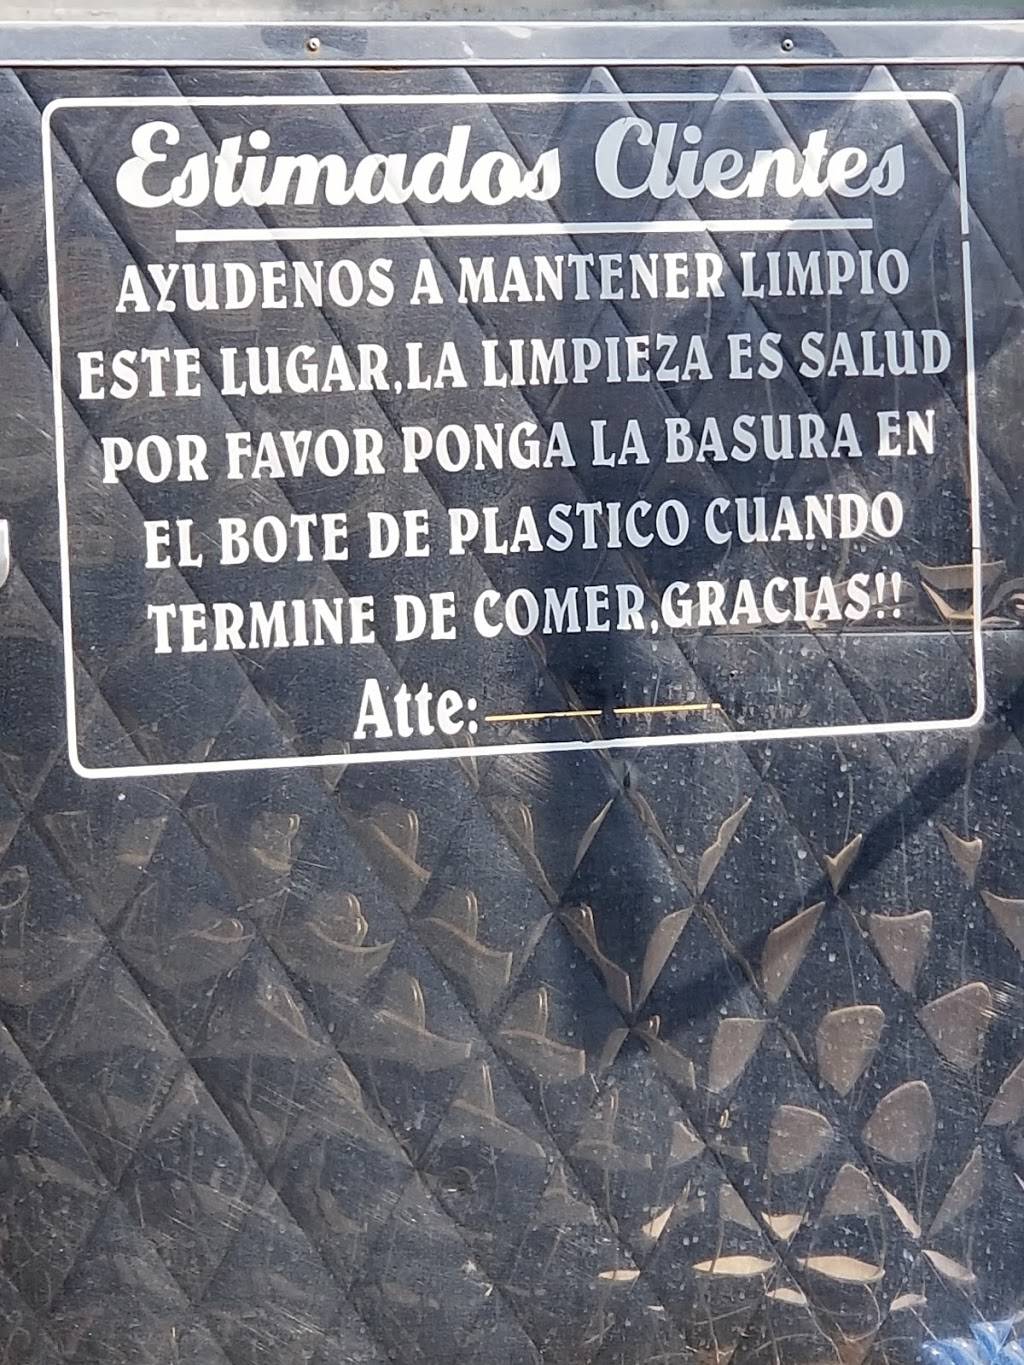 Estimados Clientes
AYUDENOS A MANTENER LIMPIO
ESTE LUGAR,LA LIMPIEZA ES SALUD
POR FAVOR PONGA LA BASURA EN
EL BOTE DE PLASTICO CUANDO
TERMINE DE COMER,GRACIAS!!
Atte: